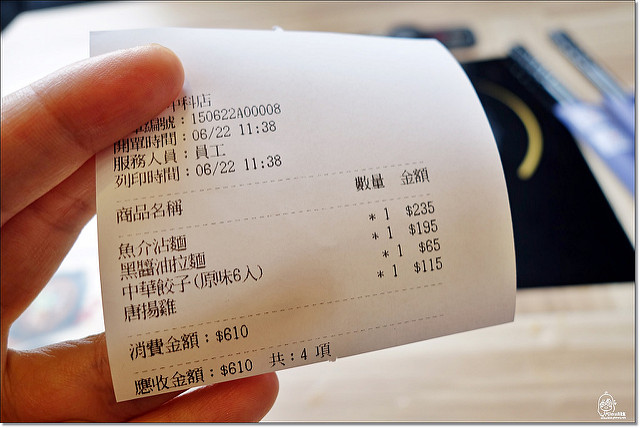 中科店
編號：150622A00008
開單時間：06/22 11:38
服務人員：員工
列印時間：06/22 11:38
商品名稱 數量 金額
魚介沾麵 * 1 $235
黑醬油拉麵 * 1 $195
中華餃子(原味6入) * 1 $65
唐揚雞 * 1 $115
消費金額：$610
應收金額：$610 共：4 項